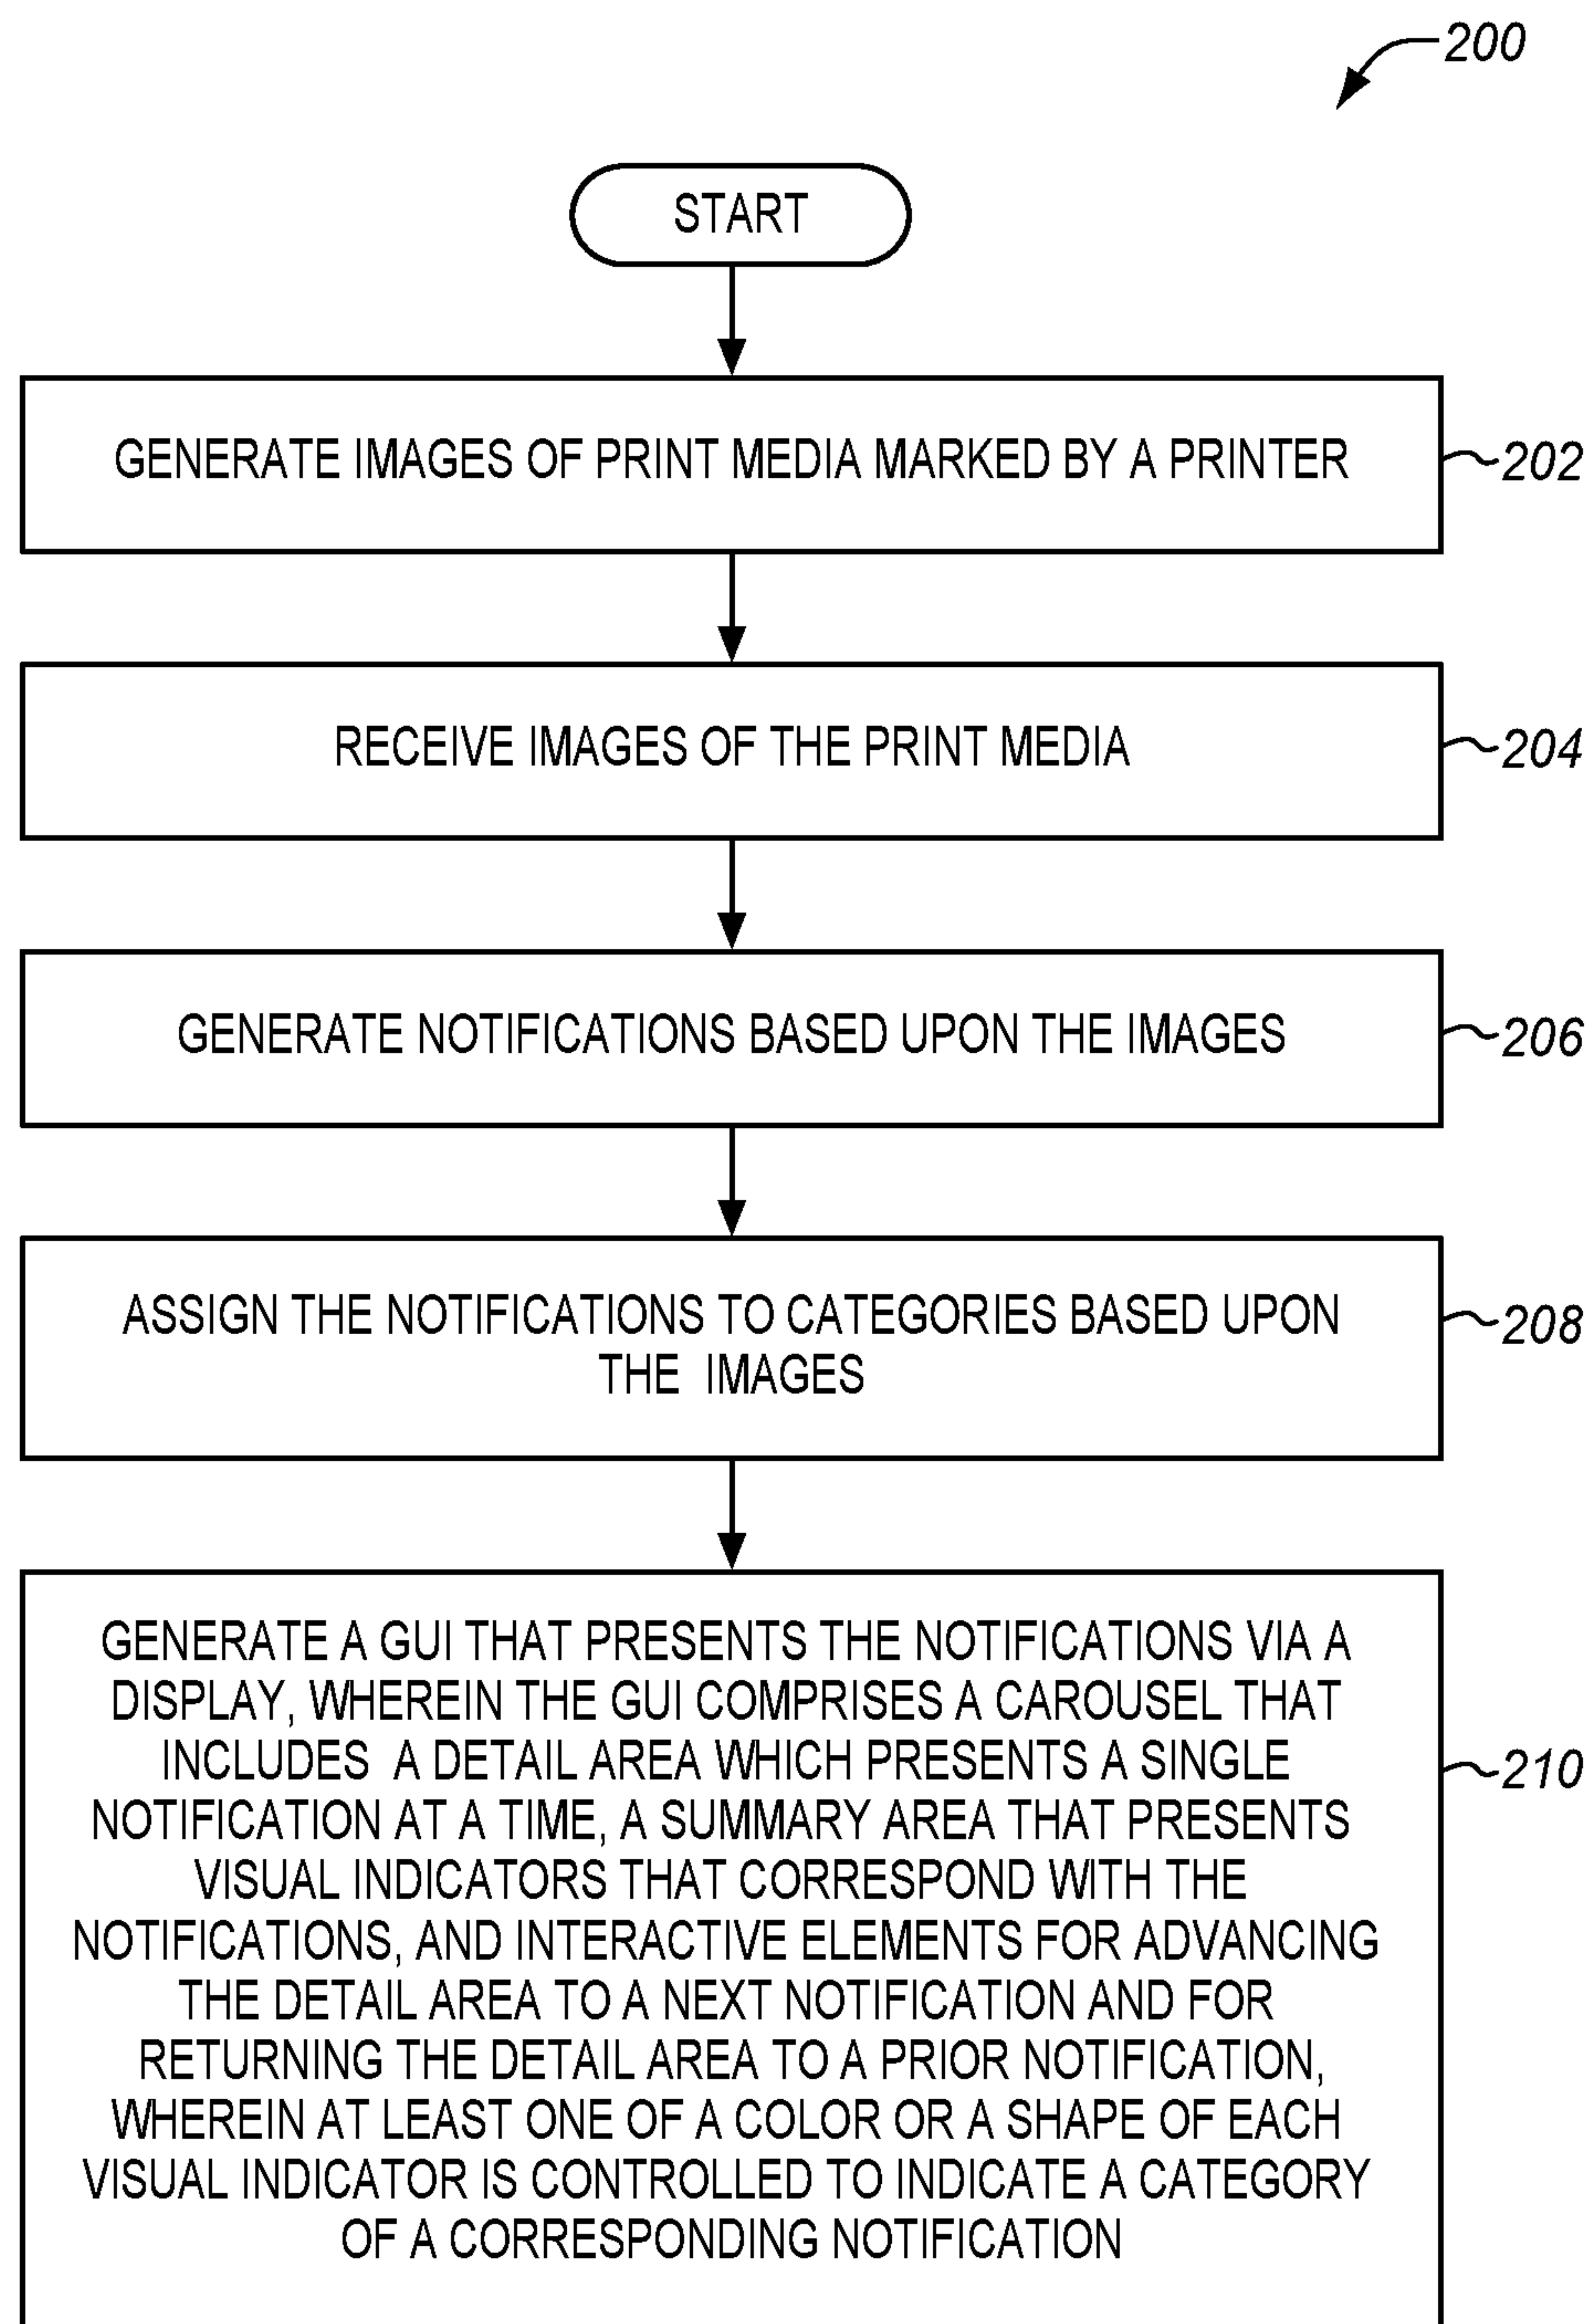 200
START
GENERATE IMAGES OF PRINT MEDIA MARKED BY A PRINTER
202
RECEIVE IMAGES OF THE PRINT MEDIA
204
GENERATE NOTIFICATIONS BASED UPON THE IMAGES
206
ASSIGN THE NOTIFICATIONS TO CATEGORIES BASED UPON
THE IMAGES
208
GENERATE A GUI THAT PRESENTS THE NOTIFICATIONS VIA A
DISPLAY, WHEREIN THE GUI COMPRISES A CAROUSEL THAT
INCLUDES A DETAIL AREA WHICH PRESENTS A SINGLE
NOTIFICATION AT A TIME, A SUMMARY AREA THAT PRESENTS
VISUAL INDICATORS THAT CORRESPOND WITH THE
NOTIFICATIONS, AND INTERACTIVE ELEMENTS FOR ADVANCING
THE DETAIL AREA TO A NEXT NOTIFICATION AND FOR
RETURNING THE DETAIL AREA TO A PRIOR NOTIFICATION,
WHEREIN AT LEAST ONE OF A COLOR OR A SHAPE OF EACH
VISUAL INDICATOR IS CONTROLLED TO INDICATE A CATEGORY
OF A CORRESPONDING NOTIFICATION
210